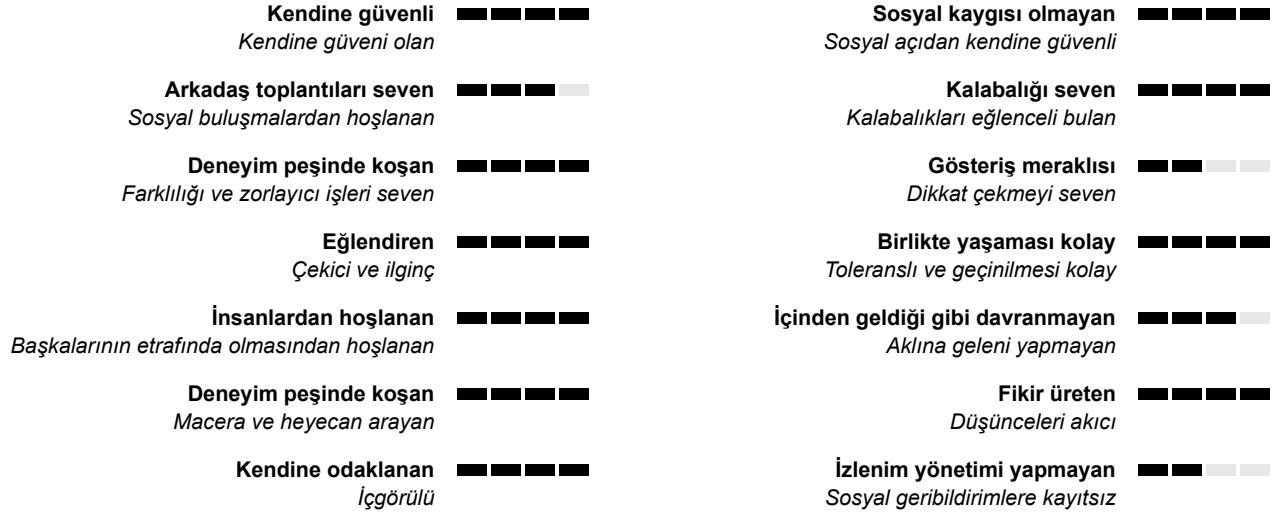 Kendine güvenli
Kendine güveni olan
Arkadaş toplantıları seven
Sosyal buluşmalardan hoşlanan
Deneyim peşinde koşan
Farklılığı ve zorlayıcı işleri seven
Eğlendiren
Çekici ve ilginç
İnsanlardan hoşlanan
Başkalarının etrafında olmasından hoşlanan
Deneyim peşinde koşan
Macera ve heyecan arayan
Kendine odaklanan
İçgörülü
Sosyal kaygısı olmayan
Sosyal açıdan kendine güvenli
Kalabalığı seven
Kalabalıkları eğlenceli bulan
Gösteriş meraklısı
Dikkat çekmeyi seven
Birlikte yaşaması kolay
Toleranslı ve geçinilmesi kolay
İçinden geldiği gibi davranmayan
Aklına geleni yapmayan
Fikir üreten
Düşünceleri akıcı
İzlenim yönetimi yapmayan
Sosyal geribildirimlere kayıtsız